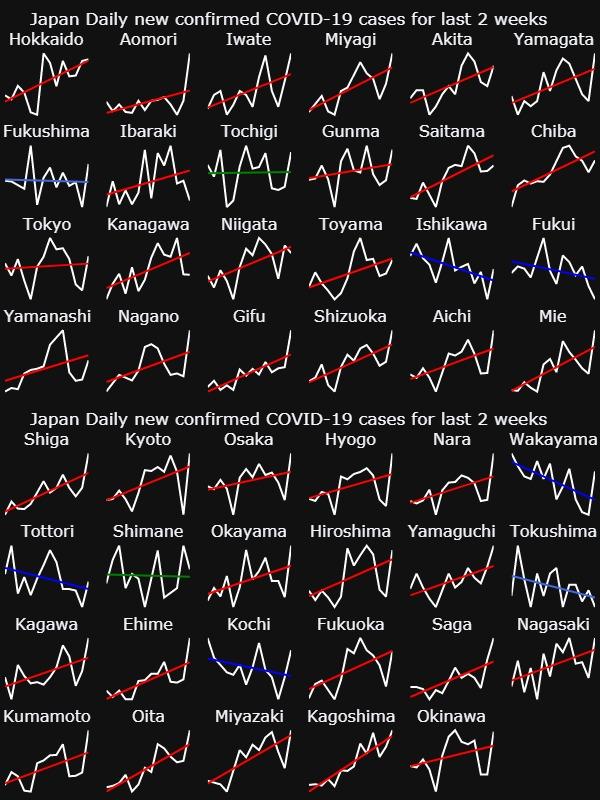 Japan Daily new confirmed COVID-19 cases for last 2 weeks
Hokkaido Aomori Iwate Miyagi Akita Yamagata
Fukushima Ibaraki Tochigi Gunma Saitama Chiba
Tokyo Kanagawa Niigata Toyama Ishikawa Fukui
Yamanashi Nagano Gifu Shizuoka Aichi Mie
Japan Daily new confirmed COVID-19 cases for last 2 weeks
Shiga Kyoto Osaka Hyogo Nara Wakayama
Tottori Shimane Okayama Hiroshima Yamaguchi Tokushima
Kagawa Ehime Kochi Fukuoka Saga Nagasaki
Kumamoto Oita Miyazaki Kagoshima Okinawa